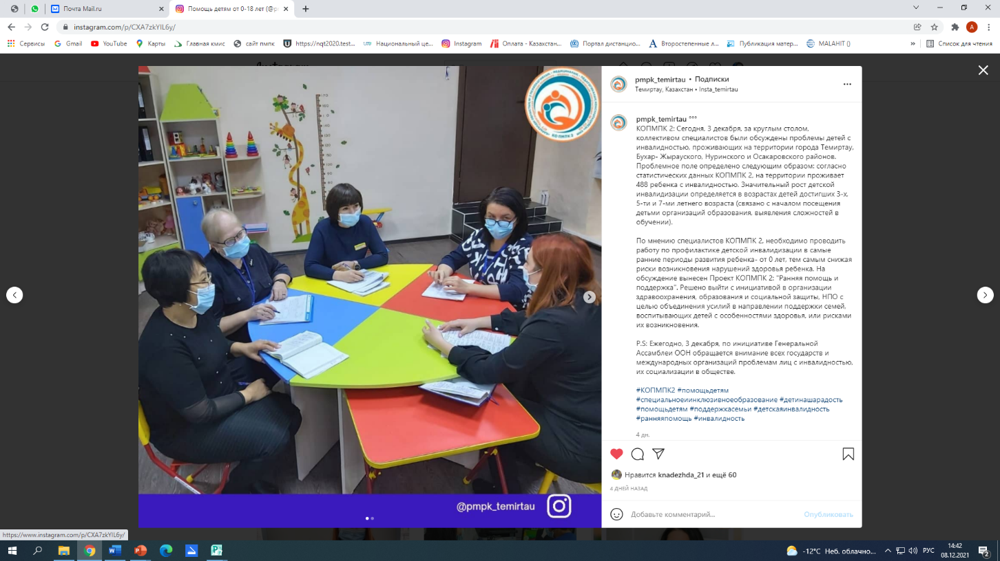 Почта Mail.ru
Помощь детям от 0-18 лет (@pr
instagram.com/p/CXA7zkYIL6y/
Сервисы
Gmail
YouTube
Карты
Главная кмис
сайт пмпк
https://nqt2020.test...
Национальный це...
Instagram
Оплата - Казахстан...
Портал дистанцио...
Второстепенные л...
Публикация матер...
MALAHIT ()
Список для чтения
170
160
КО ПМПК 2
@pmpk_temirtau
pmpk_temirtau • Подписки
Темиртау, Казахстан • Insta_temirtau
pmpk_temirtau °°°
КОПМПК 2: Сегодня, 3 декабря, за круглым столом,
коллективом специалистов были обсуждены проблемы детей с
инвалидностью, проживающих на территории города Темиртау,
Бухар- Жырауского, Нуринского и Осакаровского районов.
Проблемное поле определено следующим образом: согласно
статистических данных КОПМПК 2, на территории проживает
488 ребенка с инвалидностью. Значительный рост детской
инвалидизации определяется в возрастах детей достигших 3-х,
5-ти и 7-ми летнего возраста (связано с началом посещения
детьми организаций образования, выявления сложностей в
обучении).
По мнению специалистов КОПМПК 2, необходимо проводить
работу по профилактике детской инвалидизации в самые
ранние периоды развития ребенка- от 0 лет, тем самым снижая
риски возникновения нарушений здоровья ребенка. На
обсуждение вынесен Проект КОПМПК 2: "Ранняя помощь и
поддержка". Решено выйти с инициативой в организации
здравоохранения, образования и социальной защиты, НПО с
целью объединения усилий в направлении поддержки семей,
воспитывающих детей с особенностями здоровья, или рисками
их возникновения.
P.S: Ежегодно, 3 декабря, по инициативе Генеральной
Ассамблеи ООН обращается внимание всех государств и
международных организаций проблемам лиц с инвалидностью,
их социализации в обществе.
#КОПМПК2 #помощьдетям
#специальноеиинклюзивноеобразование #детинашарадость
#помощьдетям #поддержкасемьи #детскаяинвалидность
#ранняяпомощь #инвалидность
4 дн.
Нравится knadezhda_21 и ещё 60
4 ДНЕЙ НАЗАД
Добавьте комментарий...
Опубликовать
https://www.instagram.com/p/CXA7zkYIL6y/
-12°C Неб. облачно...
РУС
14:42
08.12.2021
2